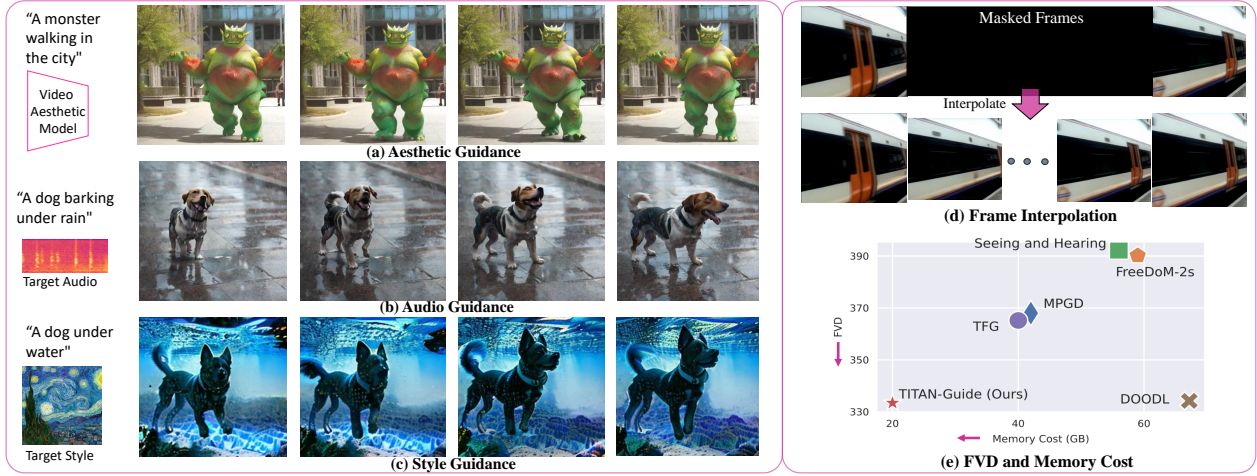 “A monster
walking in
the city"
Video
Aesthetic
Model
(a) Aesthetic Guidance
“A dog barking
under rain"
Target Audio
(b) Audio Guidance
“A dog under
water"
Target Style
(c) Style Guidance
Masked Frames
Interpolate
(d) Frame Interpolation
390
370
350
330
FVD
Seeing and Hearing
FreeDoM-2s
MPGD
TFG
TITAN-Guide (Ours)
DOODL
20
40
60
Memory Cost (GB)
(e) FVD and Memory Cost